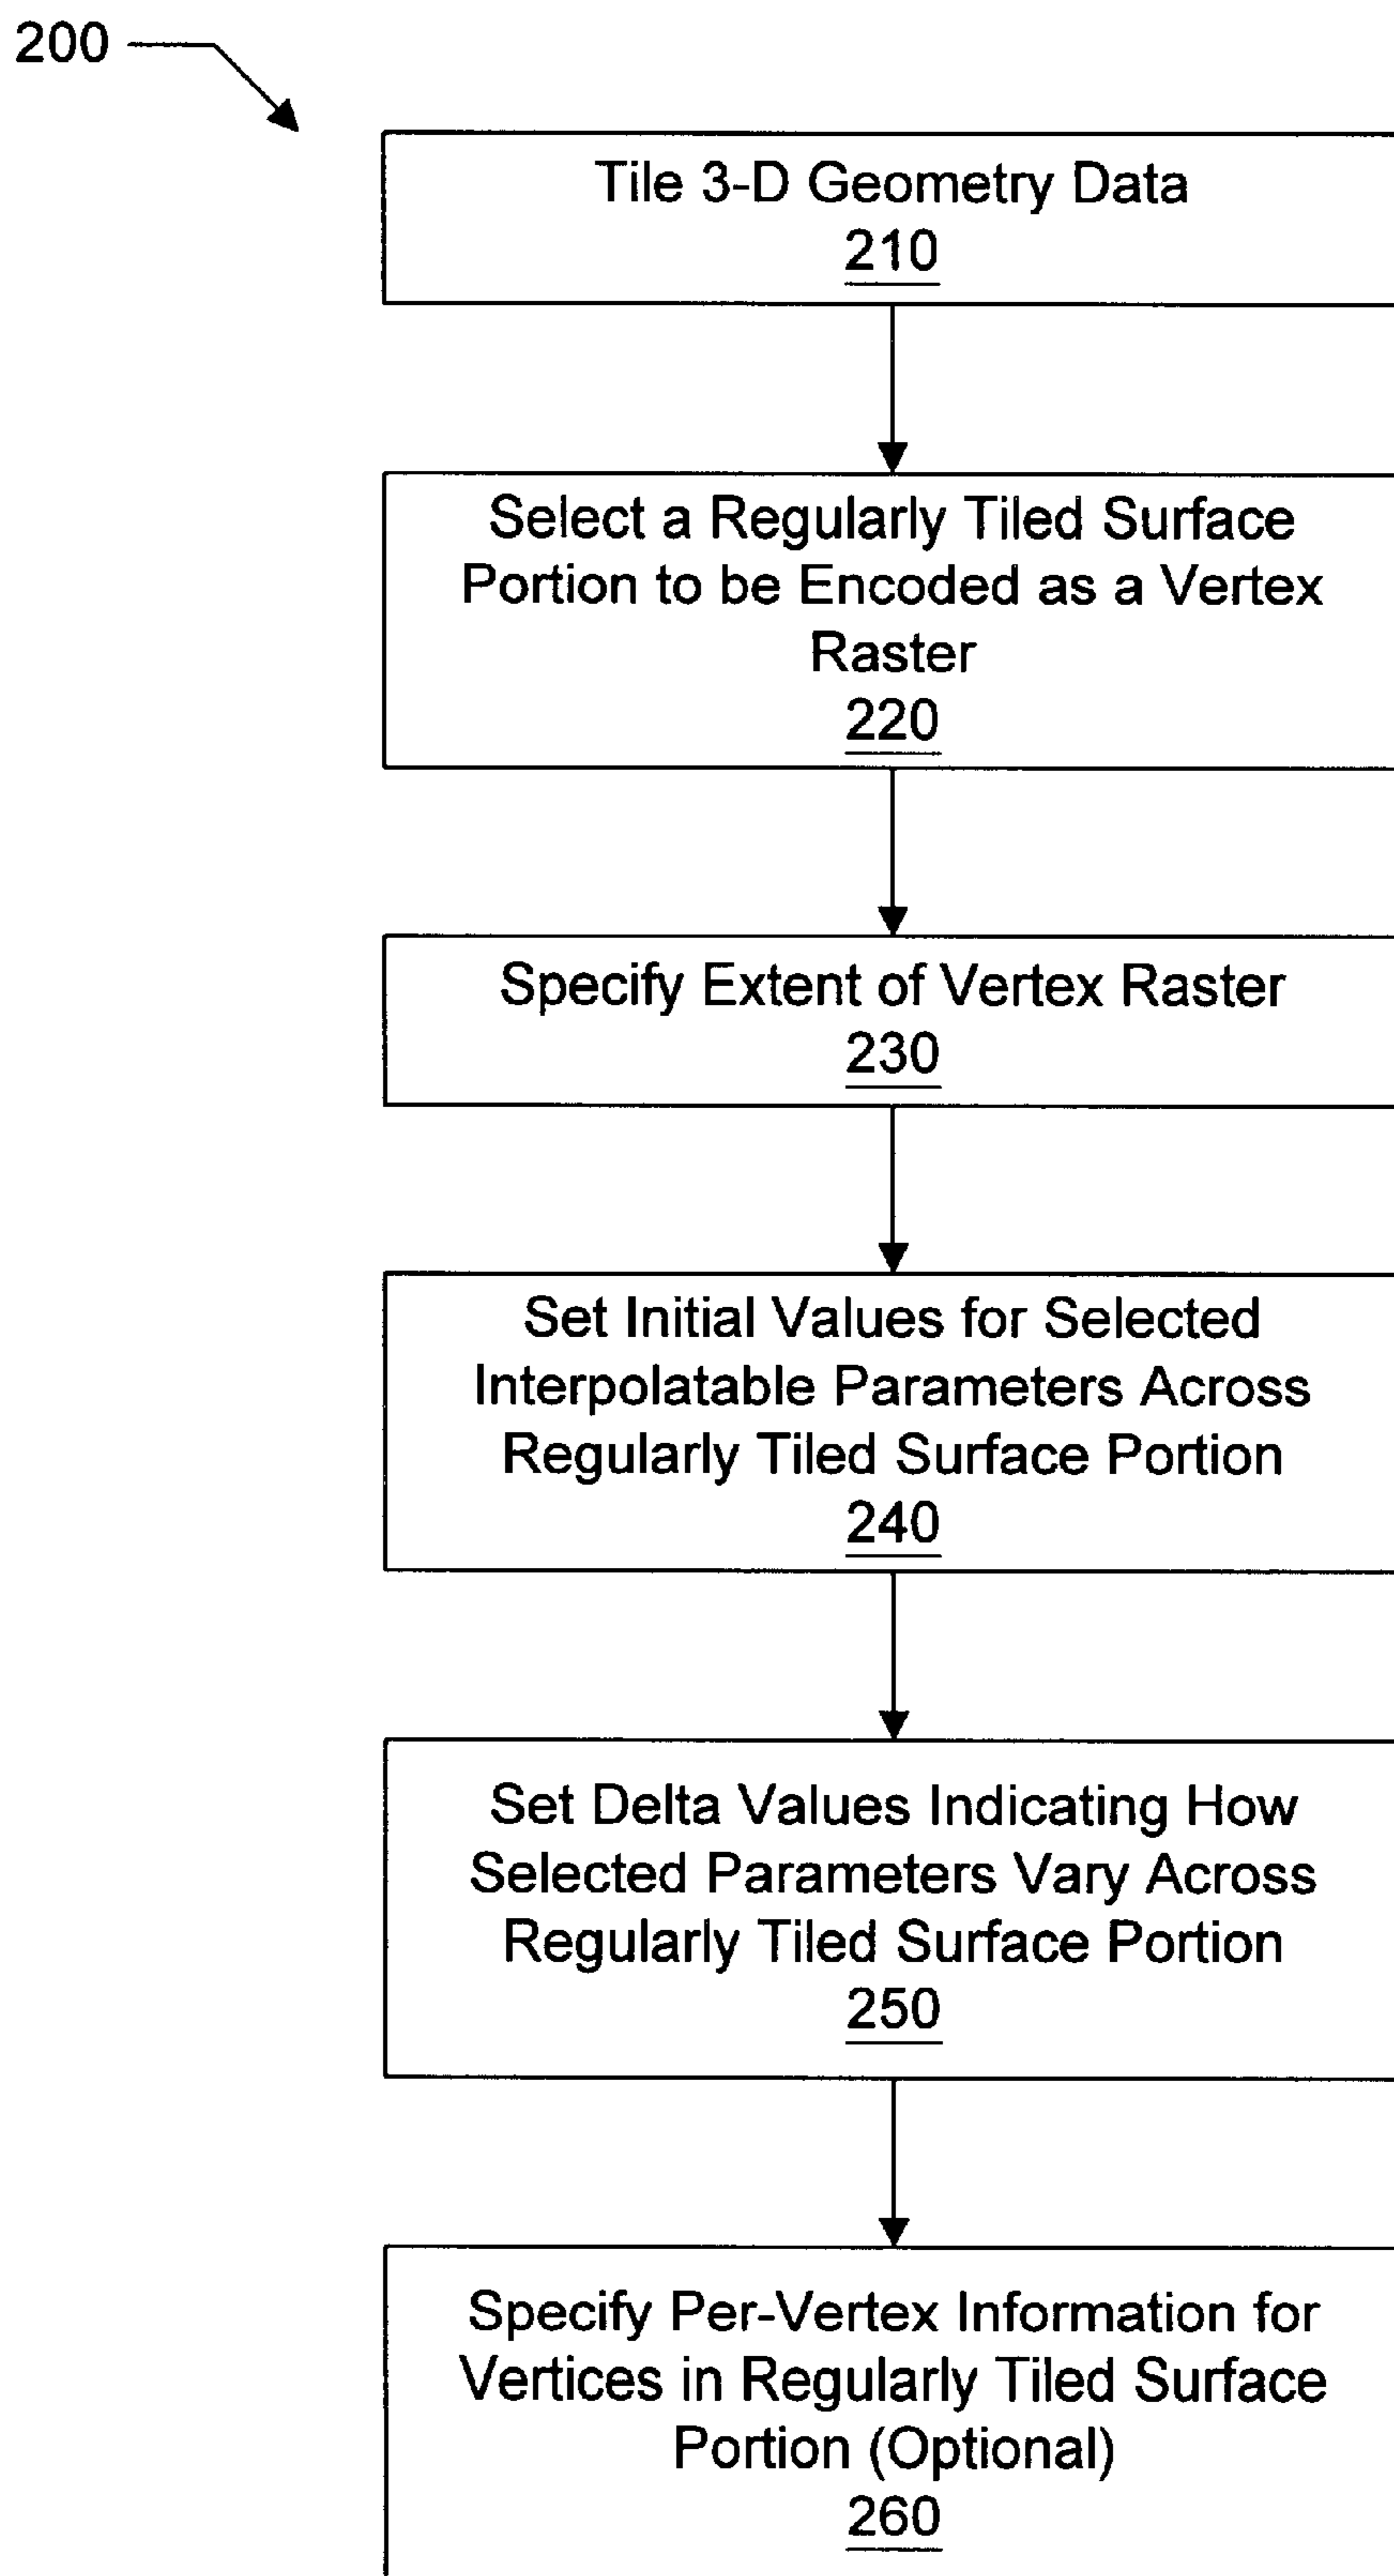 200
Tile 3-D Geometry Data
210
Select a Regularly Tiled Surface
Portion to be Encoded as a Vertex
Raster
220
Specify Extent of Vertex Raster
230
Set Initial Values for Selected
Interpolatable Parameters Across
Regularly Tiled Surface Portion
240
Set Delta Values Indicating How
Selected Parameters Vary Across
Regularly Tiled Surface Portion
250
Specify Per-Vertex Information for
Vertices in Regularly Tiled Surface
Portion (Optional)
260